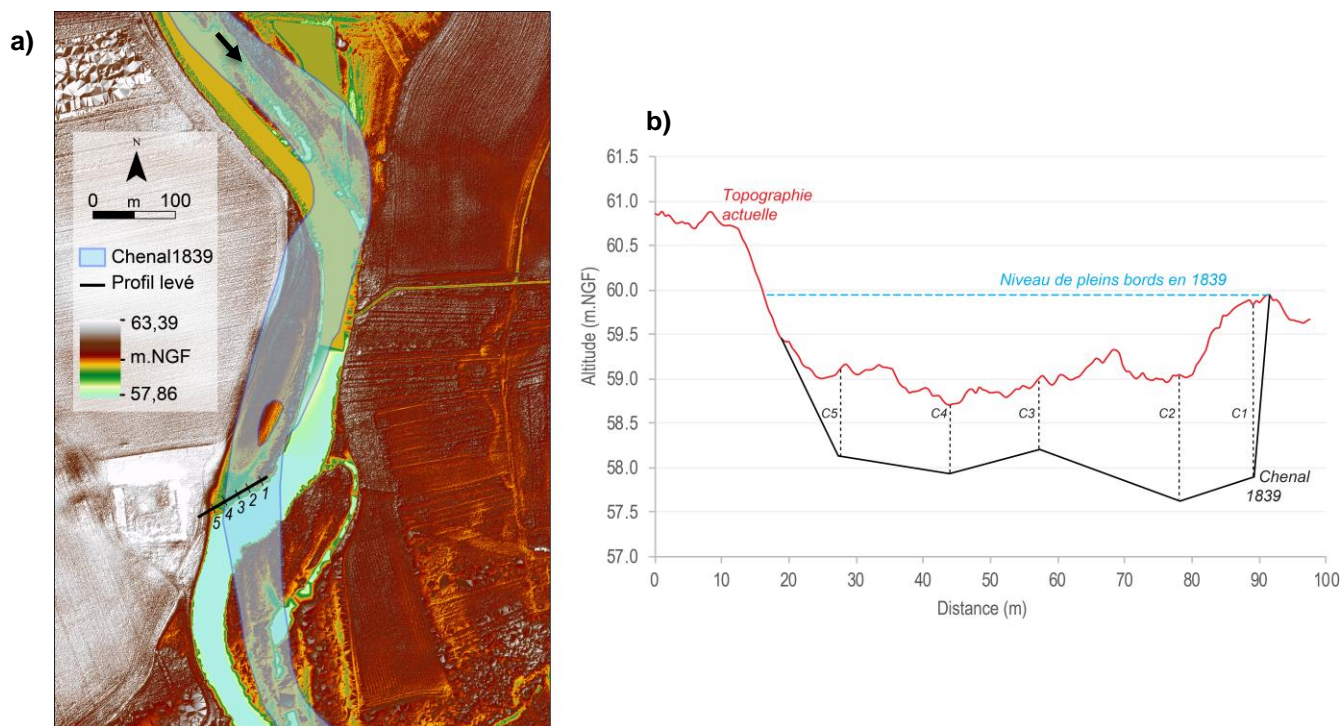 a)
N
0 m 100
Chenal1839
Profil levé
63,39
m.NGF
57,86
5 4 3 2 1
b)
61.5
61.0
60.5
60.0
59.5
59.0
58.5
58.0
57.5
57.0
Altitude (m.NGF)
Topographie
actuelle
Niveau de pleins bords en 1839
C5
C4
C3
C2
C1
Chenal
1839
0 10 20 30 40 50 60 70 80 90 100
Distance (m)